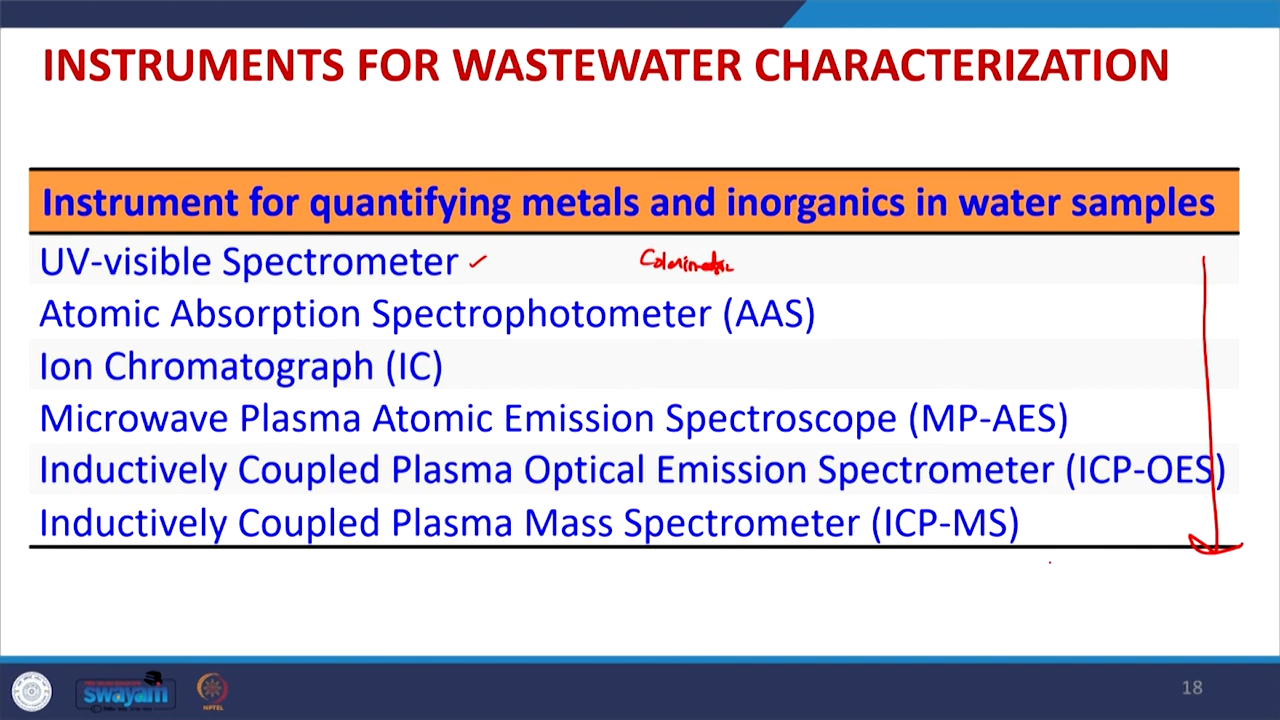 INSTRUMENTS FOR WASTEWATER CHARACTERIZATION
Instrument for quantifying metals and inorganics in water samples
UV-visible Spectrometer
Atomic Absorption Spectrophotometer (AAS)
Ion Chromatograph (IC)
Microwave Plasma Atomic Emission Spectroscope (MP-AES)
Inductively Coupled Plasma Optical Emission Spectrometer (ICP-OES)
Inductively Coupled Plasma Mass Spectrometer (ICP-MS)
swayam
NPTEL
18